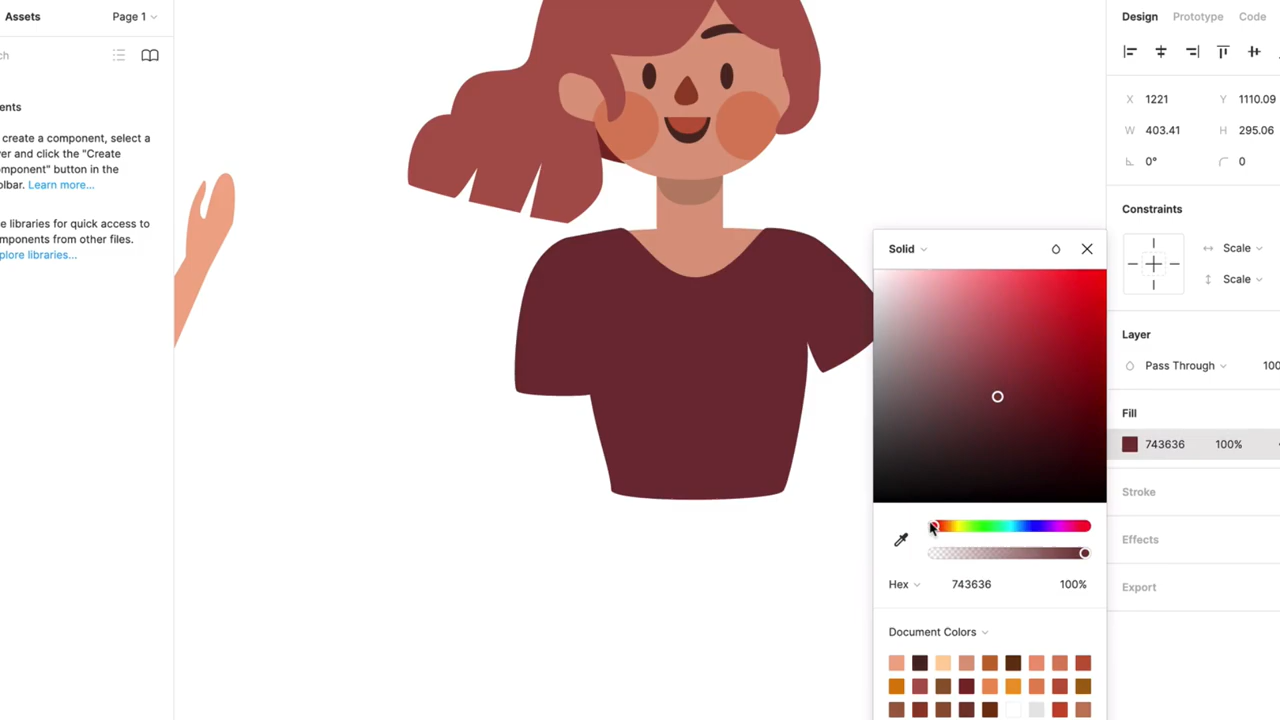 Assets Page 1
ch
ents
create a component, select a
er and click the "Create
mponent" button in the
lbar. Learn more...
e libraries for quick access to
mponents from other files.
plore libraries...
Design Prototype Code
X 1221 Y 1110.09
W 403.41 H 295.06
0° 0
Constraints
Scale
Scale
Layer
Pass Through 100
Fill
743636 100%
Stroke
Effects
Export
Solid
Hex 743636 100%
Document Colors